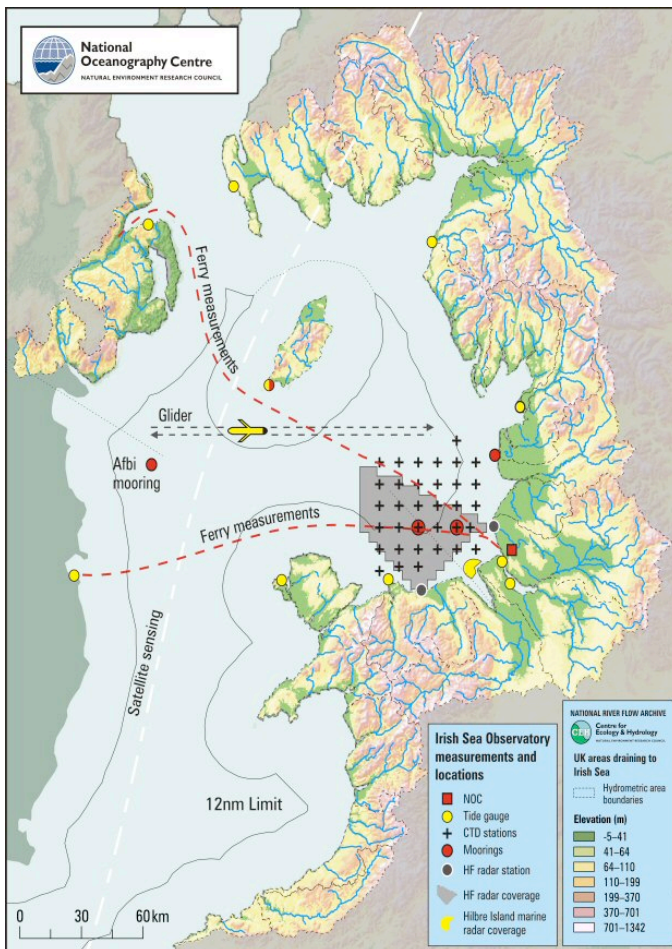 National
Oceanography Centre
NATURAL ENVIRONMENT RESEARCH COUNCIL
Ferry measurements
Glider
Afbi
mooring
Ferry measurements
Satellite sensing
12nm Limit
0 30 60 km
Irish Sea Observatory
measurements and
locations
NOC
Tide gauge
CTD stations
Moorings
HF radar station
HF radar coverage
Hilbre Island marine
radar coverage
NATIONAL RIVER FLOW ARCHIVE
CEH
Centre for
Ecology & Hydrology
NATURAL ENVIRONMENT RESEARCH COUNCIL
UK areas draining to
Irish Sea
Hydrometric area
boundaries
Elevation (m)
-5–41
41–64
64–110
110–199
199–370
370–701
701–1342